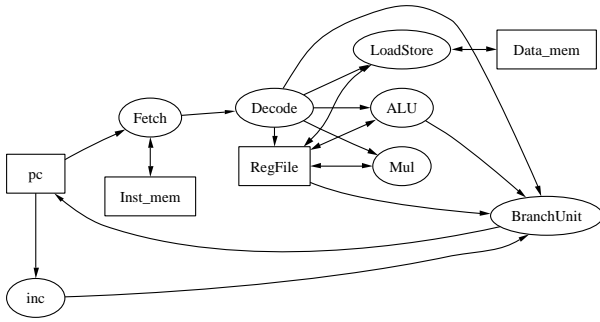 LoadStore
Data_mem
Fetch
Decode
ALU
RegFile
Mul
pc
Inst_mem
BranchUnit
inc